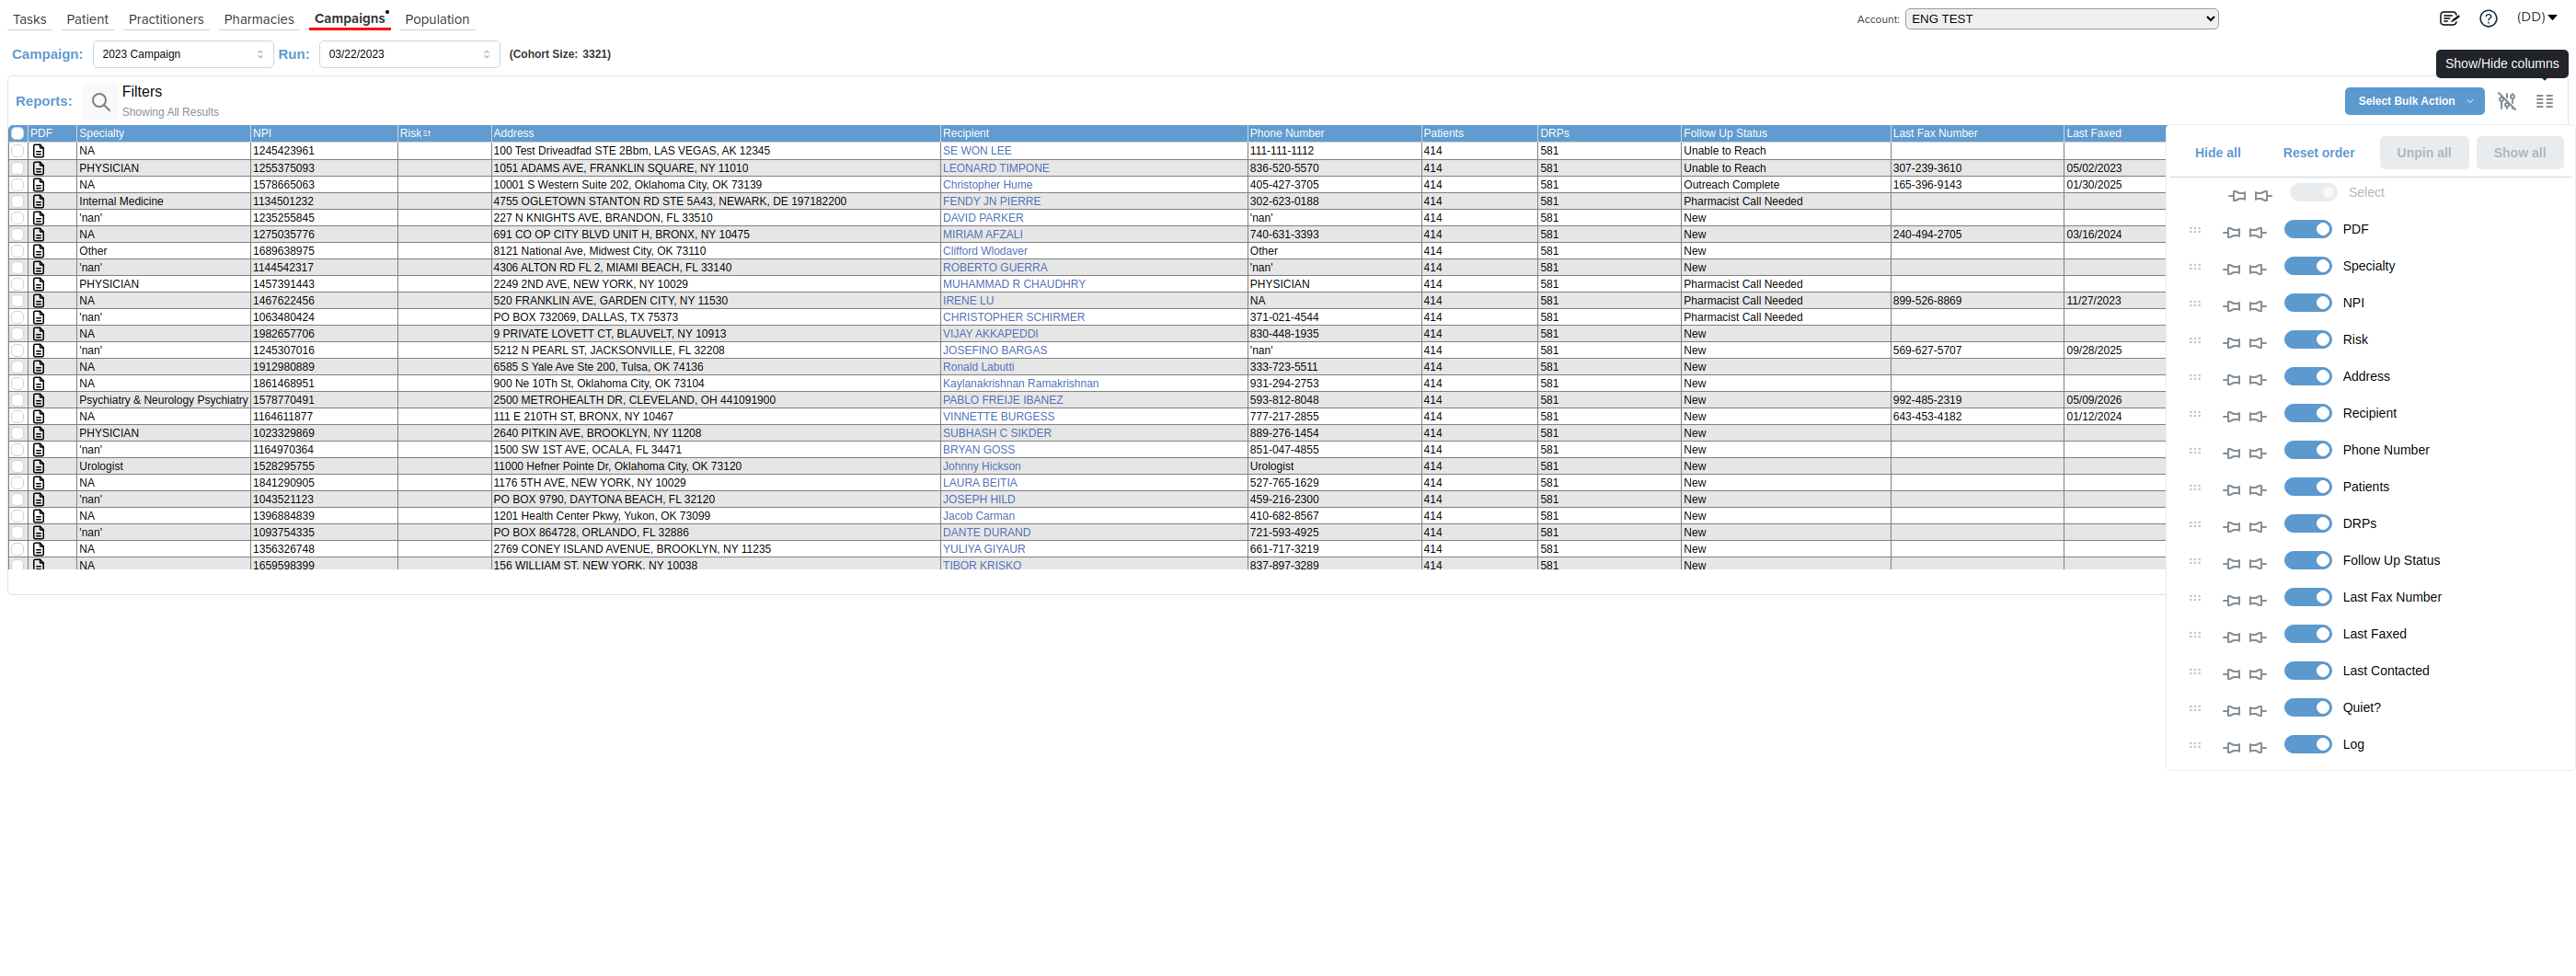 Tasks Patient Practitioners Pharmacies Campaigns Population Account: ENG TEST (DD)
Campaign: 2023 Campaign Run: 03/22/2023 (Cohort Size: 3321)
Show/Hide columns
Reports: Filters
Showing All Results
Select Bulk Action
PDF Specialty NPI Risk Address Recipient Phone Number Patients DRPs Follow Up Status Last Fax Number Last Faxed
NA 1245423961 100 Test Driveadfad STE 2Bbm, LAS VEGAS, AK 12345 SE WON LEE 111-111-1112 414 581 Unable to Reach
PHYSICIAN 1255375093 1051 ADAMS AVE, FRANKLIN SQUARE, NY 11010 LEONARD TIMPONE 836-520-5570 414 581 Unable to Reach 307-239-3610 05/02/2023
NA 1578665063 10001 S Western Suite 202, Oklahoma City, OK 73139 Christopher Hume 405-427-3705 414 581 Outreach Complete 165-396-9143 01/30/2025
Internal Medicine 1134501232 4755 OGLETOWN STANTON RD STE 5A43, NEWARK, DE 197182200 FENDY JN PIERRE 302-623-0188 414 581 Pharmacist Call Needed
'nan' 1235255845 227 N KNIGHTS AVE, BRANDON, FL 33510 DAVID PARKER 'nan' 414 581 New
NA 1275035776 691 CO OP CITY BLVD UNIT H, BRONX, NY 10475 MIRIAM AFZALI 740-631-3393 414 581 New 240-494-2705 03/16/2024
Other 1689638975 8121 National Ave, Midwest City, OK 73110 Clifford Wlodaver Other 414 581 New
'nan' 1144542317 4306 ALTON RD FL 2, MIAMI BEACH, FL 33140 ROBERTO GUERRA 'nan' 414 581 New
PHYSICIAN 1457391443 2249 2ND AVE, NEW YORK, NY 10029 MUHAMMAD R CHAUDHRY PHYSICIAN 414 581 Pharmacist Call Needed
NA 1467622456 520 FRANKLIN AVE, GARDEN CITY, NY 11530 IRENE LU NA 414 581 Pharmacist Call Needed 899-526-8869 11/27/2023
'nan' 1063480424 PO BOX 732069, DALLAS, TX 75373 CHRISTOPHER SCHIRMER 371-021-4544 414 581 Pharmacist Call Needed
NA 1982657706 9 PRIVATE LOVETT CT, BLAUVELT, NY 10913 VIJAY AKKAPEDDI 830-448-1935 414 581 New
'nan' 1245307016 5212 N PEARL ST, JACKSONVILLE, FL 32208 JOSEFINO BARGAS 'nan' 414 581 New 569-627-5707 09/28/2025
NA 1912980889 6585 S Yale Ave Ste 200, Tulsa, OK 74136 Ronald Labutti 333-723-5511 414 581 New
NA 1861468951 900 Ne 10Th St, Oklahoma City, OK 73104 Kaylanakrishnan Ramakrishnan 931-294-2753 414 581 New
Psychiatry & Neurology Psychiatry 1578770491 2500 METROHEALTH DR, CLEVELAND, OH 441091900 PABLO FREIJE IBANEZ 593-812-8048 414 581 New 992-485-2319 05/09/2026
NA 1164611877 111 E 210TH ST, BRONX, NY 10467 VINNETTE BURGESS 777-217-2855 414 581 New 643-453-4182 01/12/2024
PHYSICIAN 1023329869 2640 PITKIN AVE, BROOKLYN, NY 11208 SUBHASH C SIKDER 889-276-1454 414 581 New
'nan' 1164970364 1500 SW 1ST AVE, OCALA, FL 34471 BRYAN GOSS 851-047-4855 414 581 New
Urologist 1528295755 11000 Hefner Pointe Dr, Oklahoma City, OK 73120 Johnny Hickson Urologist 414 581 New
NA 1841290905 1176 5TH AVE, NEW YORK, NY 10029 LAURA BEITIA 527-765-1629 414 581 New
'nan' 1043521123 PO BOX 9790, DAYTONA BEACH, FL 32120 JOSEPH HILD 459-216-2300 414 581 New
NA 1396884839 1201 Health Center Pkwy, Yukon, OK 73099 Jacob Carman 410-682-8567 414 581 New
'nan' 1093754335 PO BOX 864728, ORLANDO, FL 32886 DANTE DURAND 721-593-4925 414 581 New
NA 1356326748 2769 CONEY ISLAND AVENUE, BROOKLYN, NY 11235 YULIYA GIYAUR 661-717-3219 414 581 New
NA 1659598399 156 WILLIAM ST, NEW YORK, NY 10038 TIBOR KRISKO 837-897-3289 414 581 New
Hide all Reset order Unpin all Show all
Select
PDF
Specialty
NPI
Risk
Address
Recipient
Phone Number
Patients
DRPs
Follow Up Status
Last Fax Number
Last Faxed
Last Contacted
Quiet?
Log